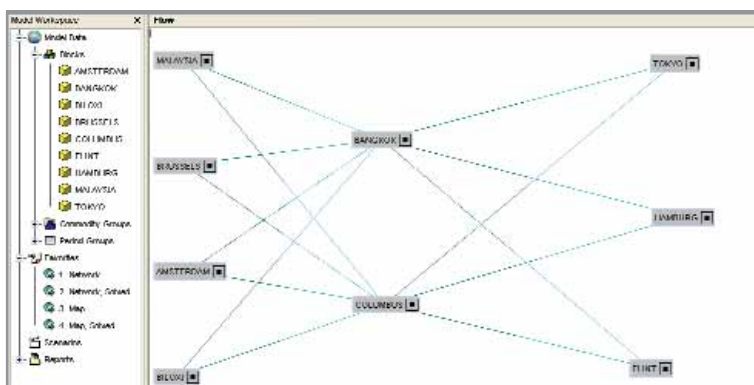 Model Workspace X
Flow
Model Data
Blocks
AMSTERDAM
BANGKOK
BILOXI
BRUSSELS
COLUMBUS
FLINT
HAMBURG
MALAYSIA
TOKYO
Commodity Groups
Period Groups
Favorites
1 Network
2 Network, Solved
3 Map
4 Map, Solved
Scenarios
Reports
MALAYSIA
TOKYO
BANGKOK
BRUSSELS
HAMBURG
AMSTERDAM
COLUMBUS
FLINT
BILOXI